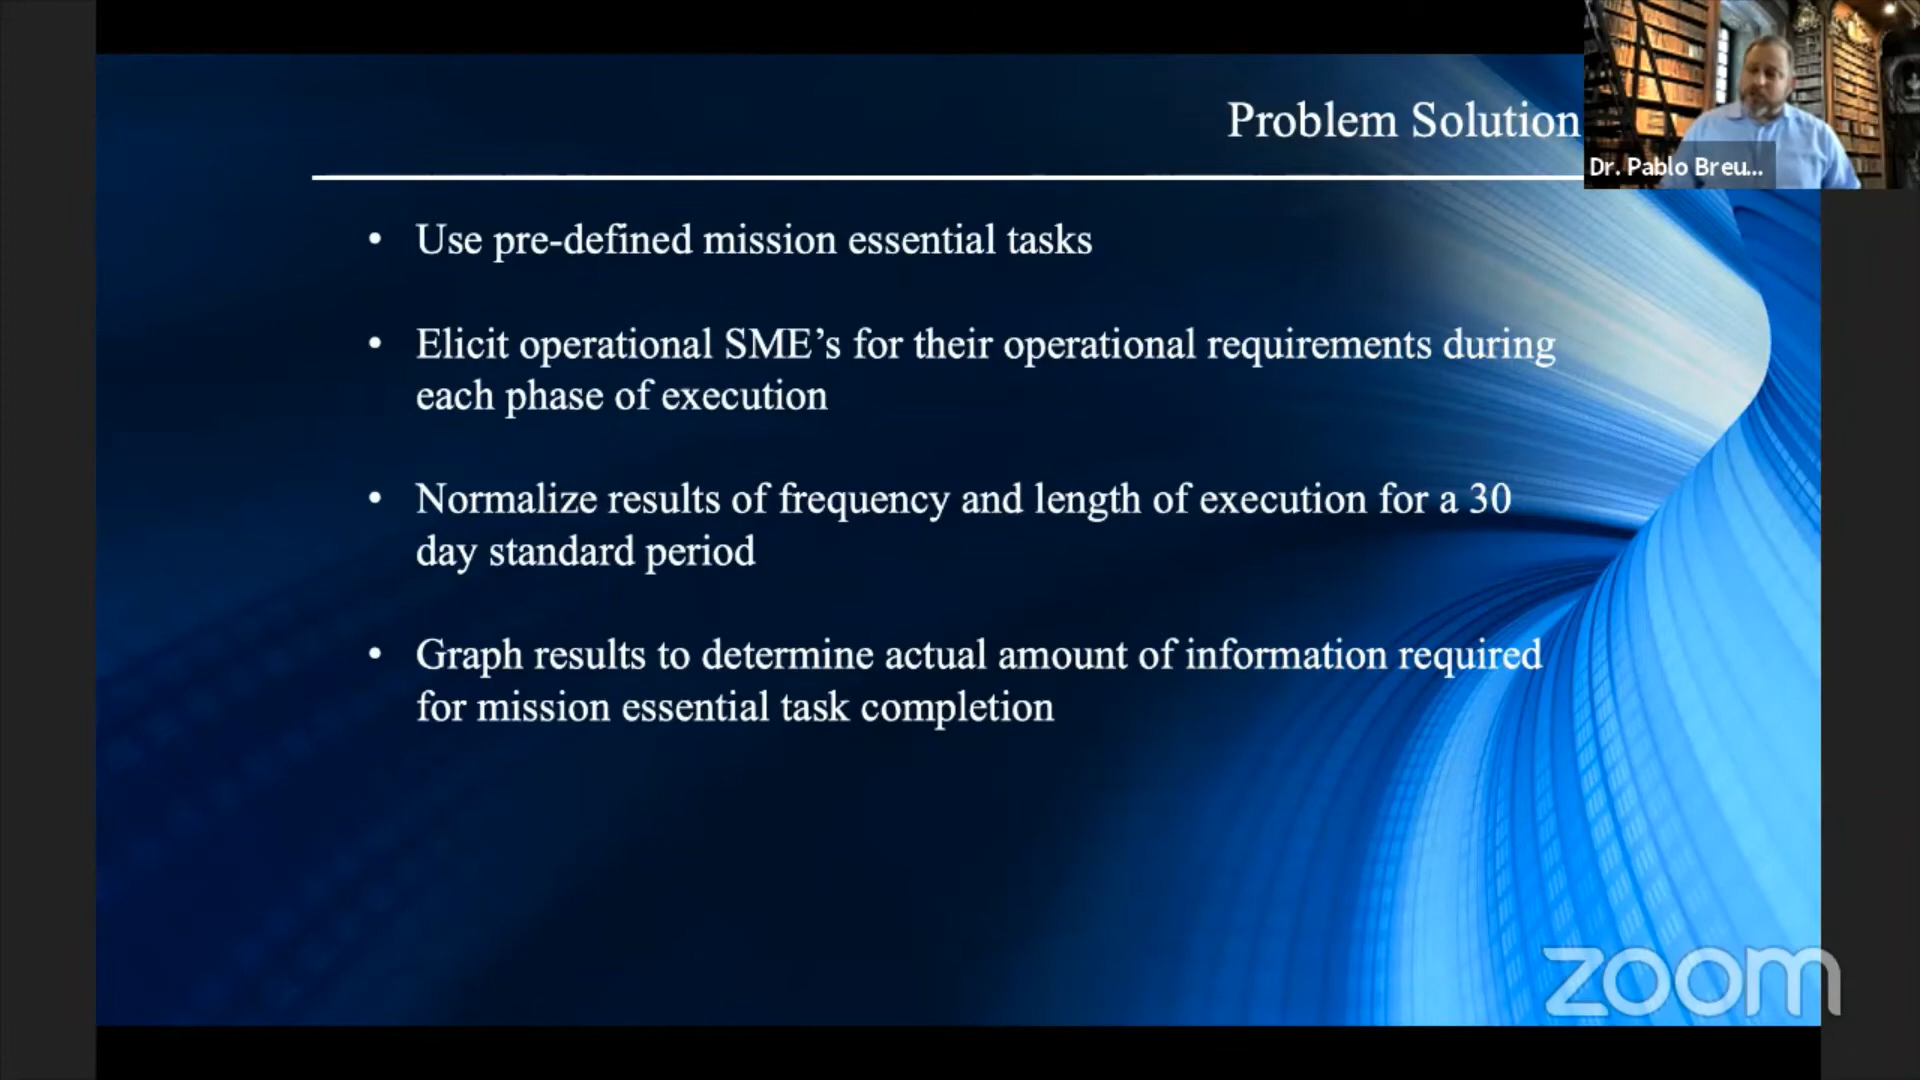 Problem Solution
Dr. Pablo Breu...
• Use pre-defined mission essential tasks
• Elicit operational SME’s for their operational requirements during
each phase of execution
• Normalize results of frequency and length of execution for a 30
day standard period
• Graph results to determine actual amount of information required
for mission essential task completion
zoom